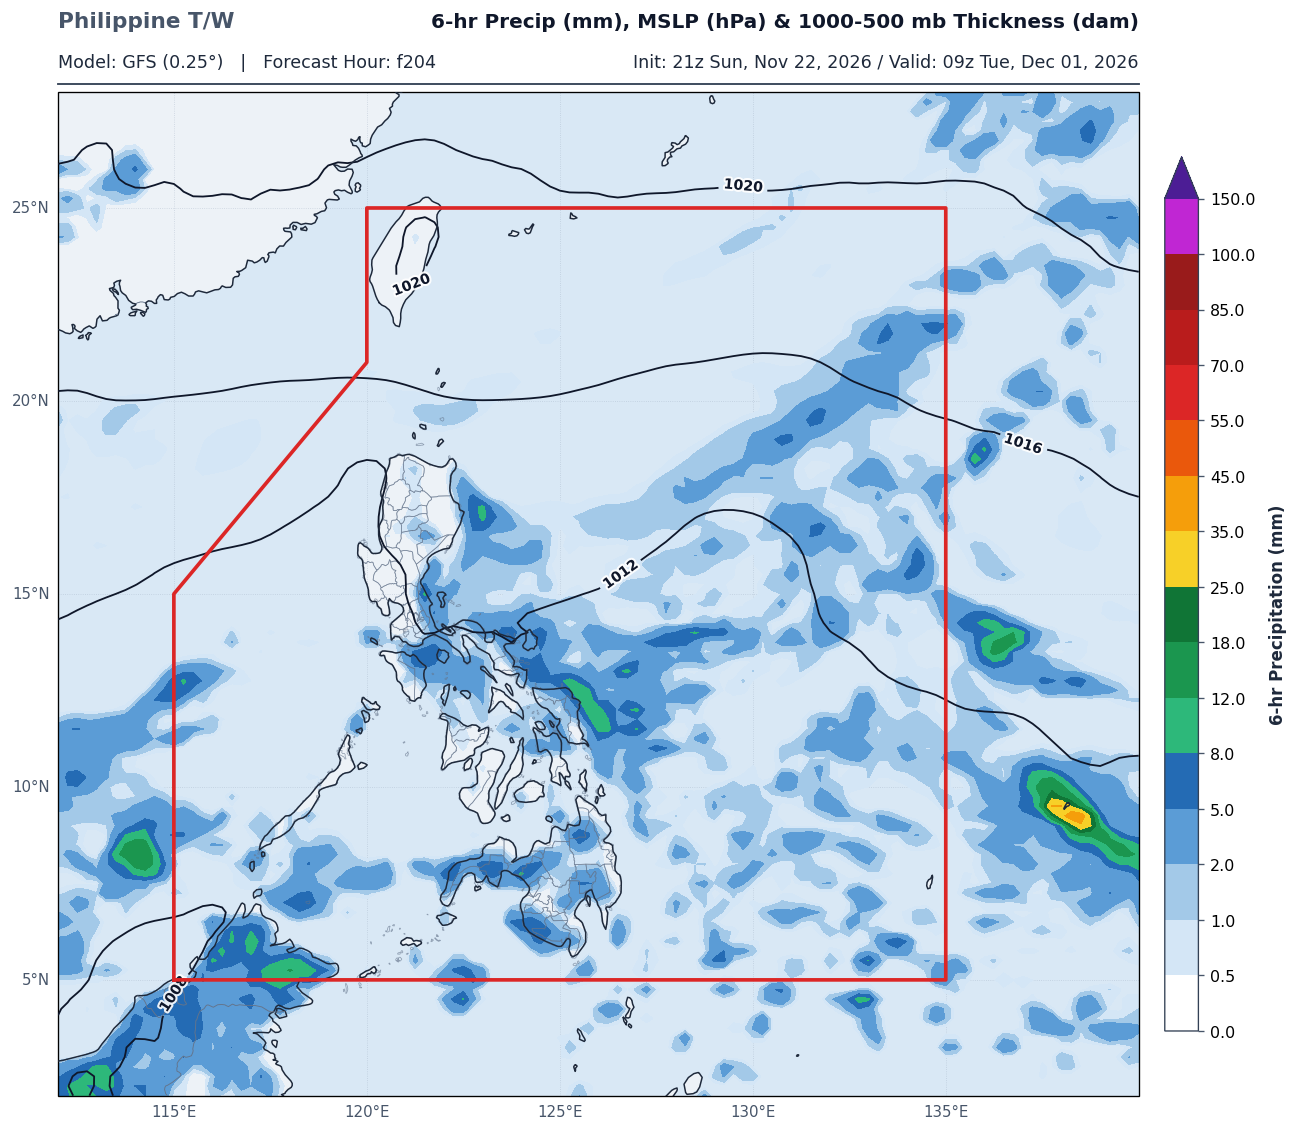 Philippine T/W
6-hr Precip (mm), MSLP (hPa) & 1000-500 mb Thickness (dam)
Model: GFS (0.25°) | Forecast Hour: f204
Init: 21z Sun, Nov 22, 2026 / Valid: 09z Tue, Dec 01, 2026
25°N
20°N
15°N
10°N
5°N
115°E
120°E
125°E
130°E
135°E
1020
1020
1016
1012
1008
150.0
100.0
85.0
70.0
55.0
45.0
35.0
25.0
18.0
12.0
8.0
5.0
2.0
1.0
0.5
0.0
6-hr Precipitation (mm)